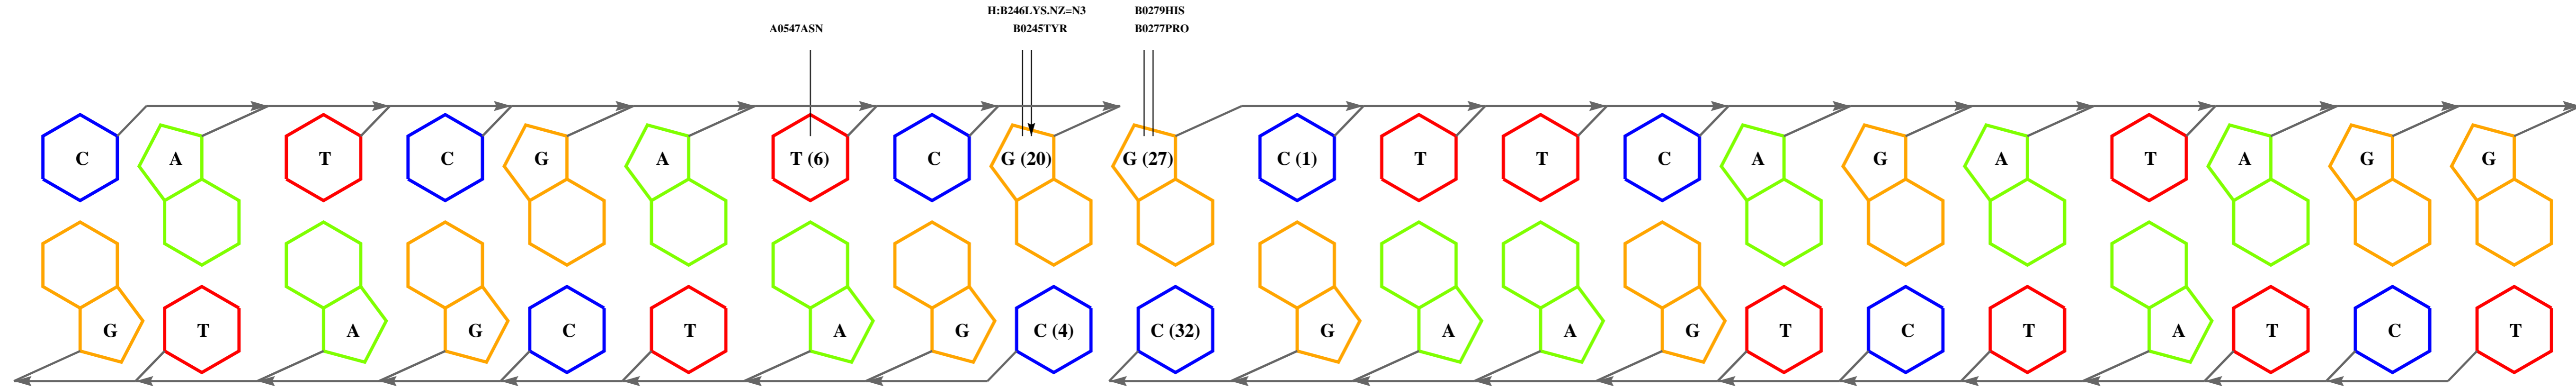 H:B246LYS.NZ=N3 B0279HIS
A0547ASN B0245TYR B0277PRO
C A T C G A T (6) C G (20) G (27) C (1) T T C A G A T A G G
G T A G C T A G C (4) C (32) G A A G T C T A T C T